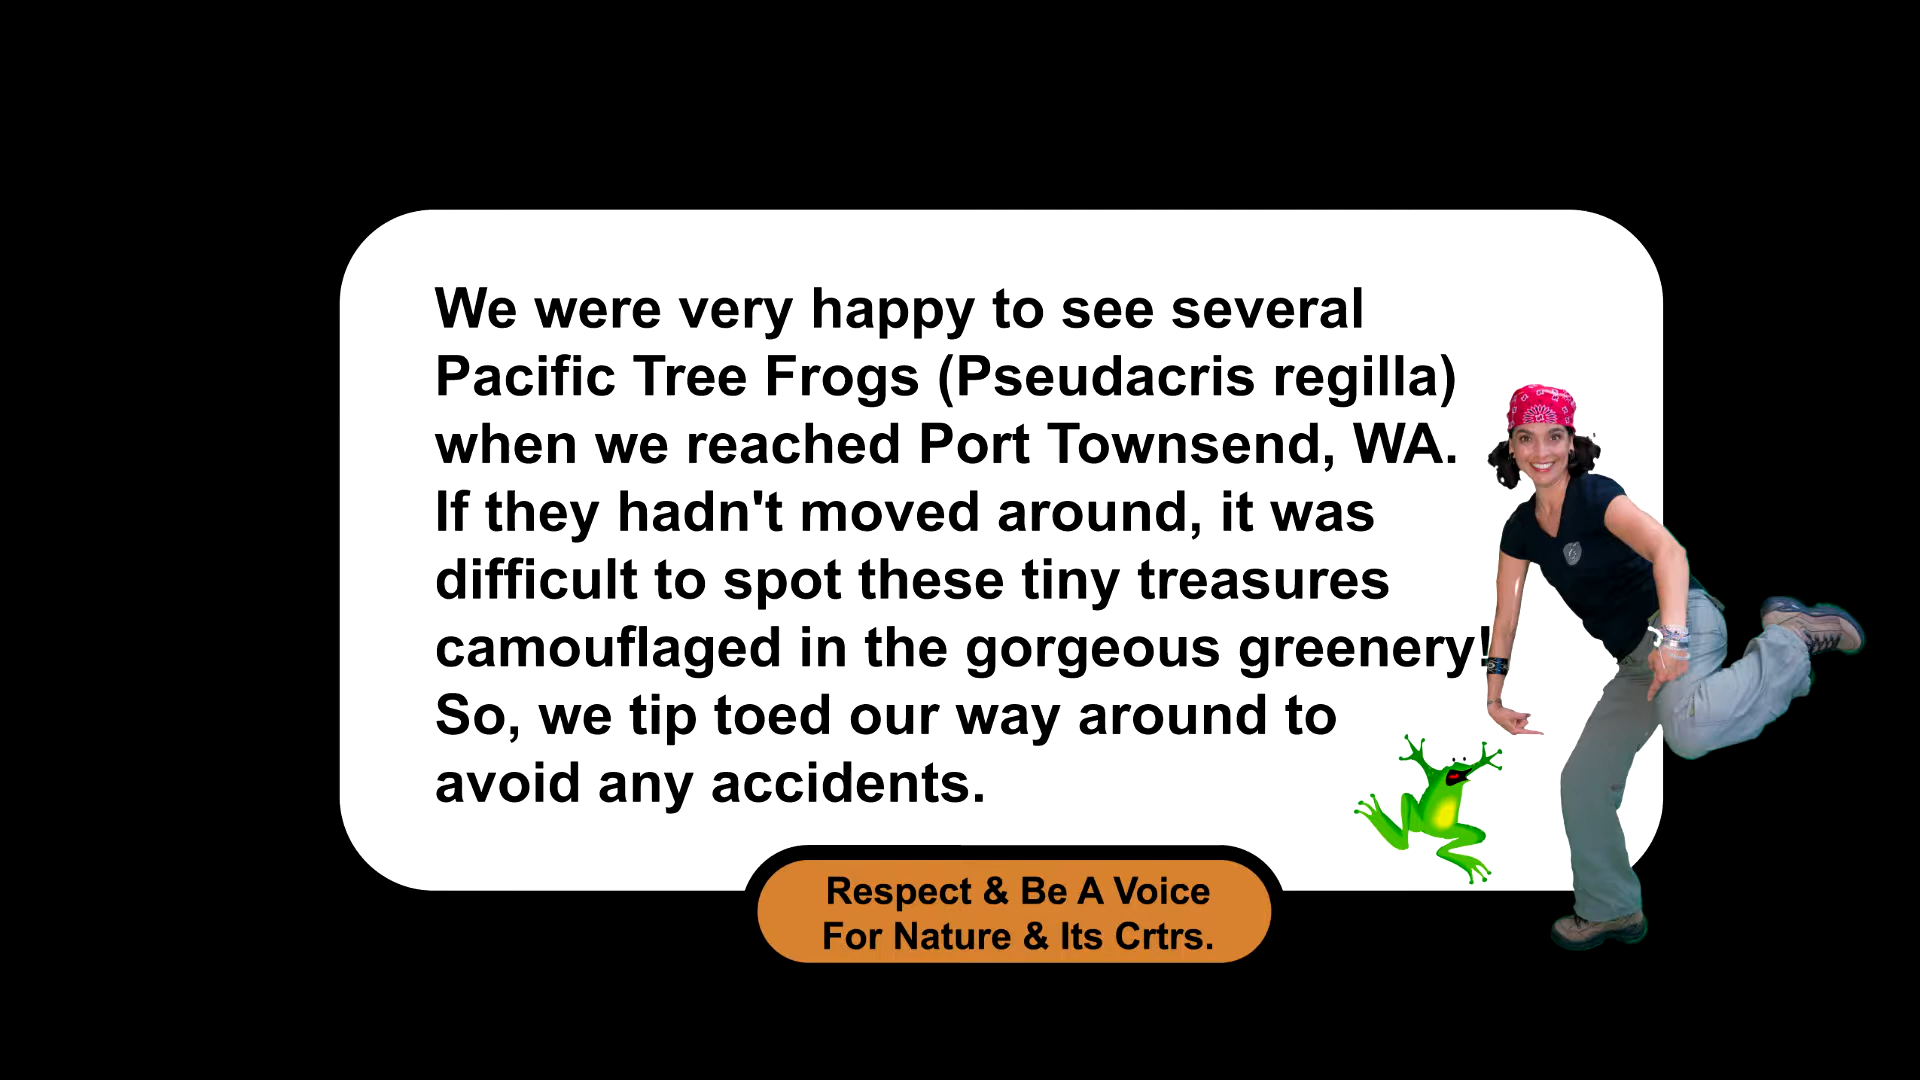 We were very happy to see several
Pacific Tree Frogs (Pseudacris regilla)
when we reached Port Townsend, WA.
If they hadn't moved around, it was
difficult to spot these tiny treasures
camouflaged in the gorgeous greenery!
So, we tip toed our way around to
avoid any accidents.
Respect & Be A Voice
For Nature & Its Crtrs.